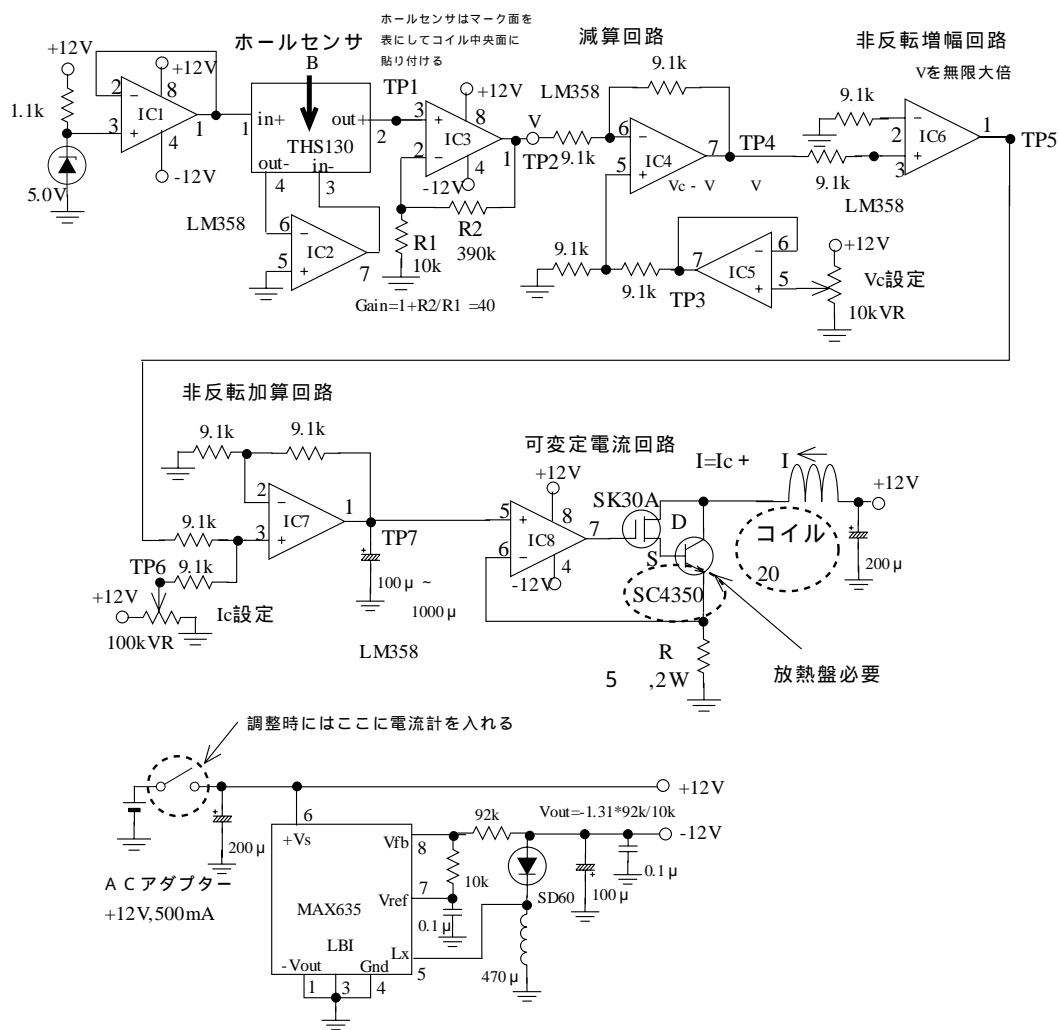 ホールセンサはマーク面を
表にしてコイル中央面に
貼り付ける
ホールセンサ
減算回路
非反転増幅回路
Vを無限大倍
+12V
1.1k
5.0V
2
3
8
4
1
IC1
+12V
-12V
B
1
in+
out+
2
THS130
out-
in-
4
3
TP1
3
2
8
4
1
IC3
+12V
-12V
V
TP2
R1
10k
R2
390k
Gain=1+R2/R1 =40
LM358
6
5
7
IC2
LM358
9.1k
9.1k
6
5
7
IC4
TP4
Vc - V
V
9.1k
9.1k
TP3
7
6
5
IC5
+12V
Vc設定
10kVR
9.1k
9.1k
2
3
1
IC6
TP5
LM358
非反転加算回路
9.1k
9.1k
2
3
1
IC7
TP7
9.1k
9.1k
TP6
+12V
100kVR
Ic設定
100μ ~
1000μ
LM358
可変定電流回路
+12V
5
6
8
4
7
IC8
-12V
SK30A
D
S
SC4350
I=Ic +
I
+12V
コイル
20
200μ
R
5
,2W
放熱盤必要
調整時にはここに電流計を入れる
200μ
ACアダプター
+12V,500mA
6
+Vs
Vfb
8
Vref
7
MAX635
LBI
Lx
5
-Vout
Gnd
1
3
4
92k
10k
0.1μ
Vout=-1.31*92k/10k
+12V
-12V
SD60
100μ
0.1μ
470μ